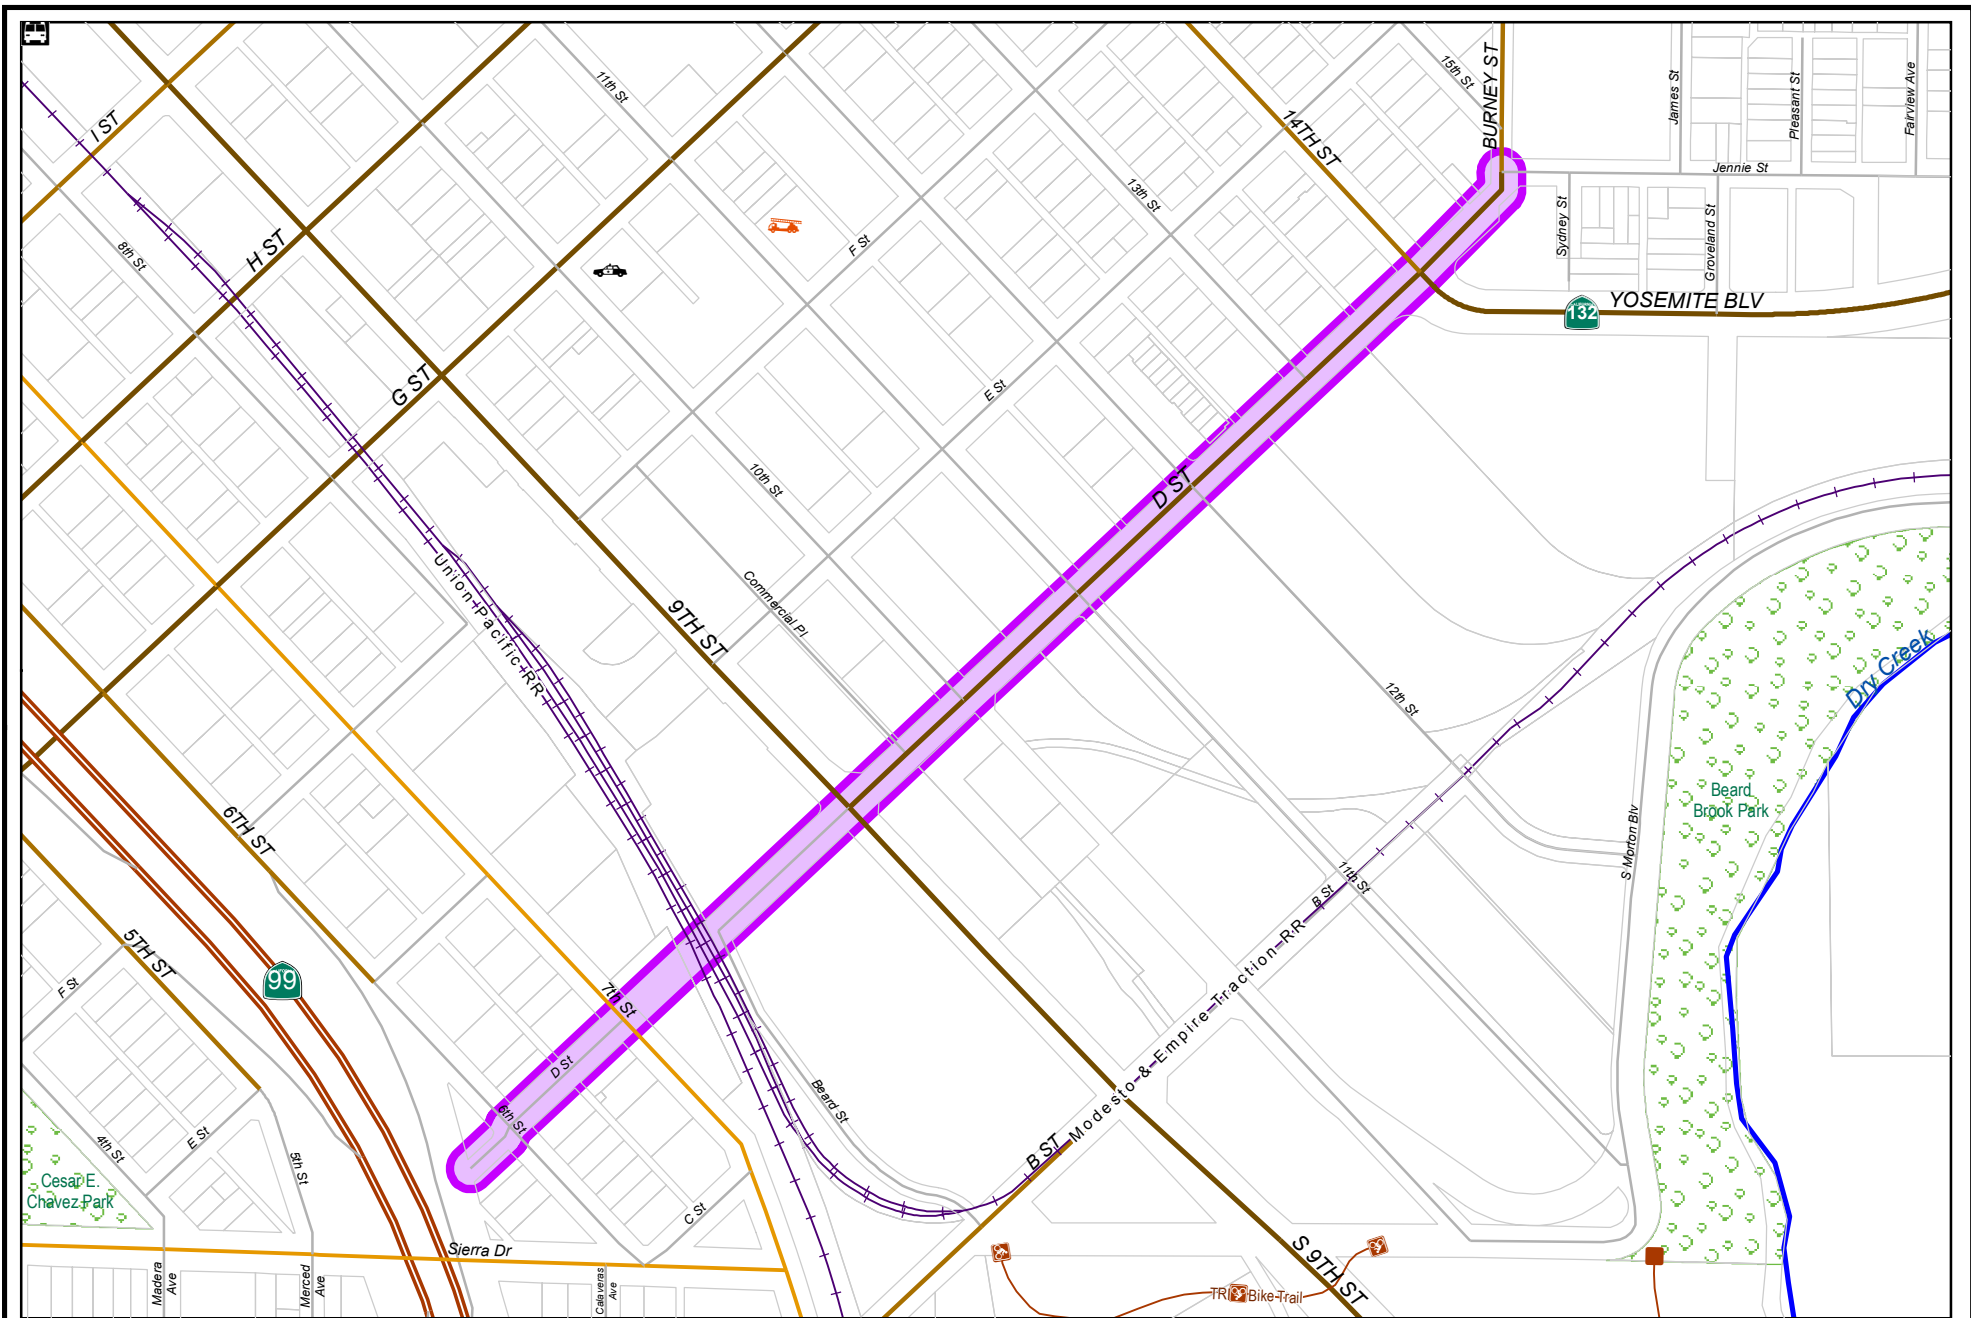 I ST
11th St
BURNEY ST
15th St
James St
Pleasant St
Fairview Ave
14TH ST
Jennie St
13th St
8th St
H ST
F St
Sydney St
Groveland St
YOSEMITE BLV
132
G ST
E St
D ST
10th St
Union Pacific RR
Commercial Pl
9TH ST
12th St
Dry Creek
Beard
Brook Park
6TH ST
S Morton Blv
11th St
B St
5TH ST
F St
99
7th St
Modesto & Empire Traction RR
D St
6th St
Beard St
4th St
E St
5th St
B ST
Cesar E.
Chavez Park
C St
Sierra Dr
S 9TH ST
Madera
Ave
Merced
Ave
Calaveras
Ave
Bike Trail